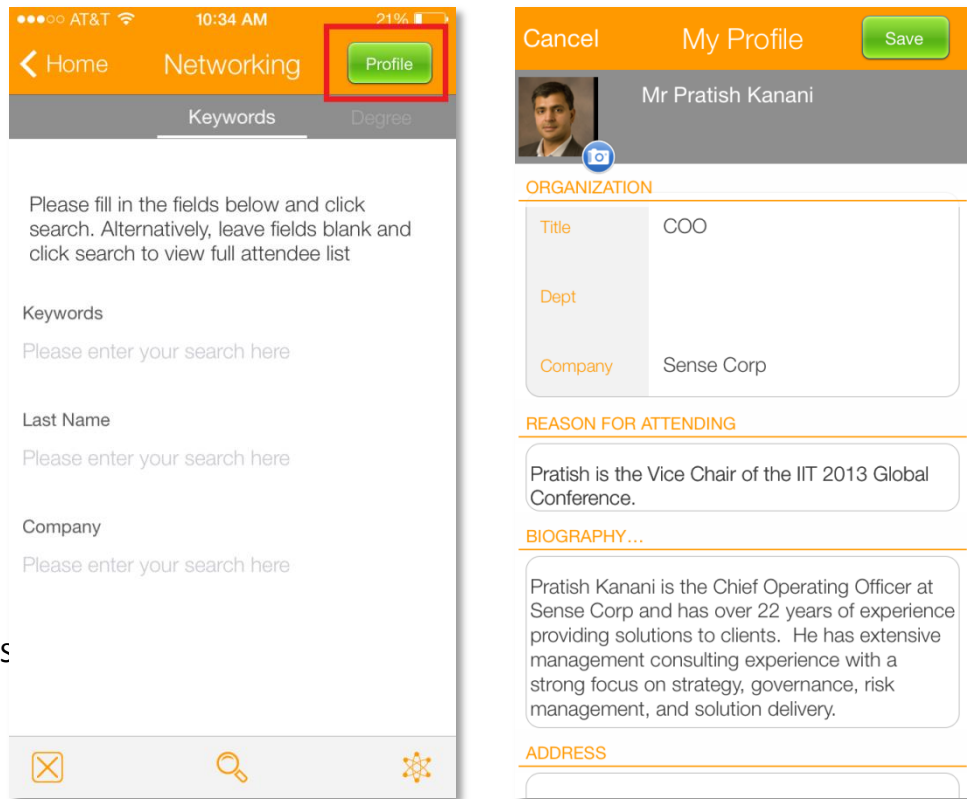 AT&T 10:34 AM 21%
Home Networking Profile
Keywords Degree
Please fill in the fields below and click
search. Alternatively, leave fields blank and
click search to view full attendee list
Keywords
Please enter your search here
Last Name
Please enter your search here
Company
Please enter your search here
S
Cancel My Profile Save
Mr Pratish Kanani
ORGANIZATION
Title COO
Dept
Company Sense Corp
REASON FOR ATTENDING
Pratish is the Vice Chair of the IIT 2013 Global
Conference.
BIOGRAPHY...
Pratish Kanani is the Chief Operating Officer at
Sense Corp and has over 22 years of experience
providing solutions to clients.  He has extensive
management consulting experience with a
strong focus on strategy, governance, risk
management, and solution delivery.
ADDRESS